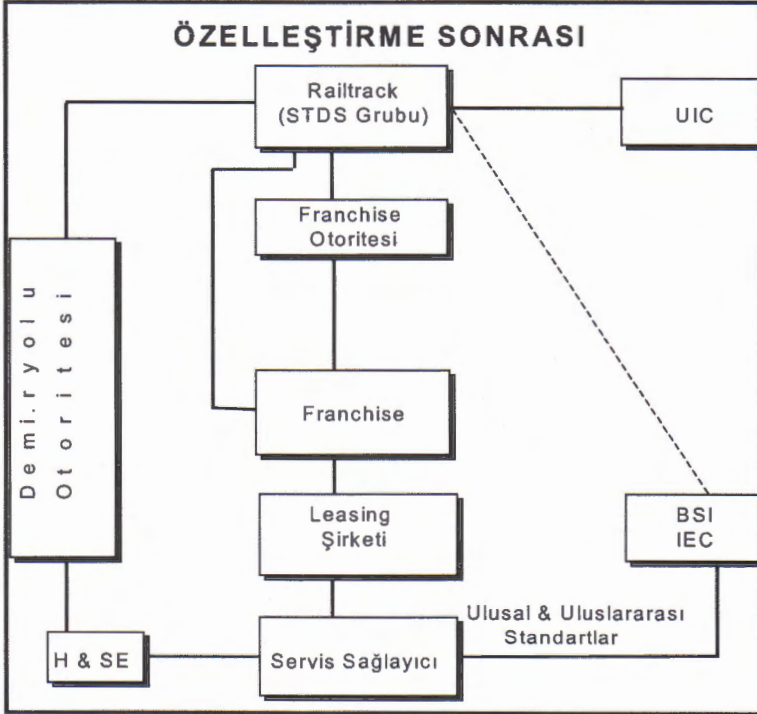 ÖZELLEŞTİRME SONRASI
Railtrack
(STDS Grubu)
UIC
Franchise
Otoritesi
Demi.ryolu
Otoritesi
Franchise
Leasing
Şirketi
BSI
IEC
Ulusal & Uluslararası
Standartlar
H & SE
Servis Sağlayıcı